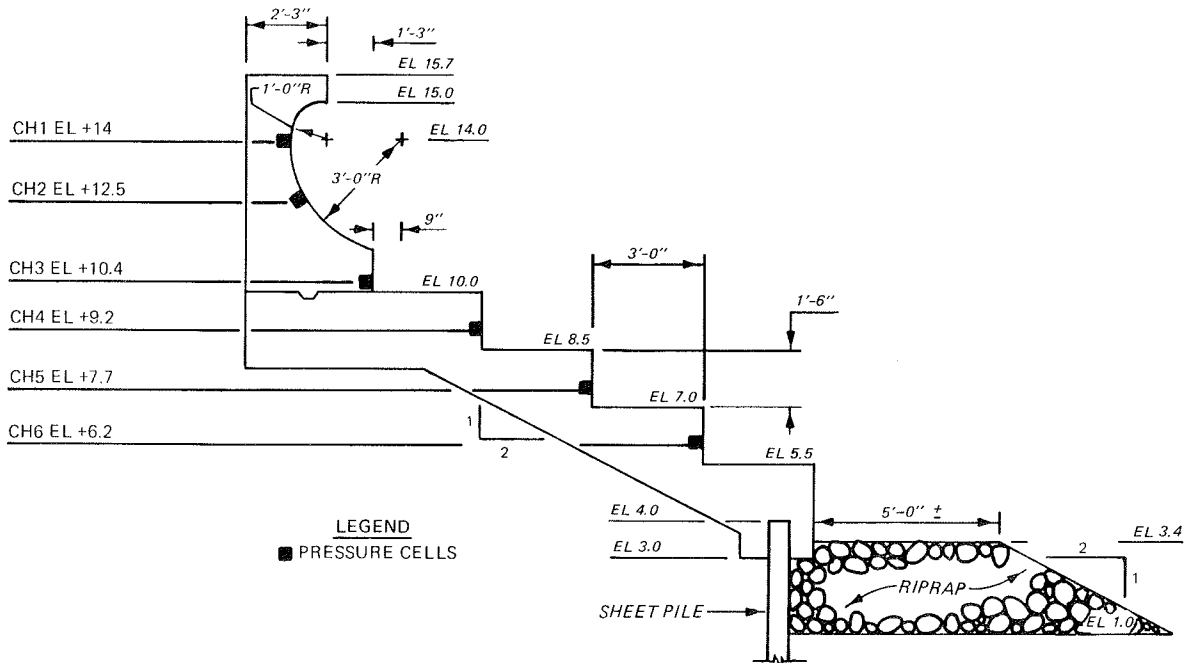 2'-3"
1'-3"
EL 15.7
1'-0"R
EL 15.0
CH1 EL +14
EL 14.0
3'-0"R
CH2 EL +12.5
9"
3'-0"
CH3 EL +10.4
EL 10.0
1'-6"
CH4 EL +9.2
EL 8.5
CH5 EL +7.7
EL 7.0
1
CH6 EL +6.2
2
EL 5.5
LEGEND
PRESSURE CELLS
EL 4.0
5'-0" ±
EL 3.4
EL 3.0
2
1
RIPRAP
SHEET PILE
EL 1.0